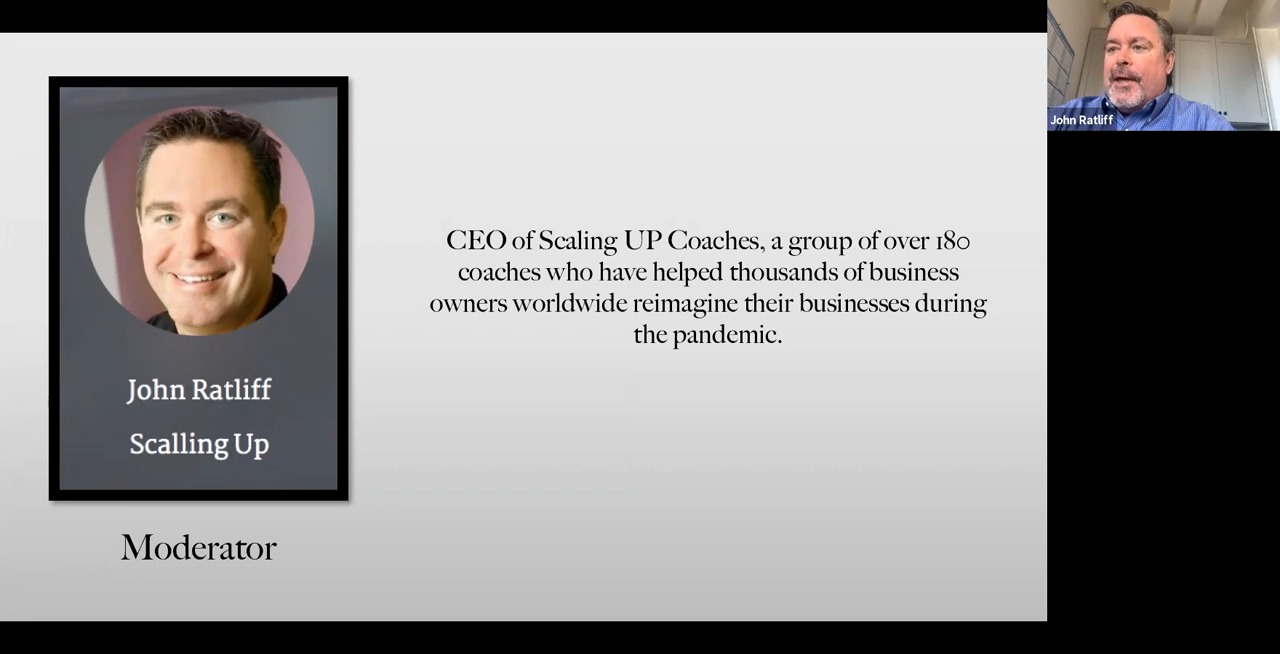 John Ratliff
Scalling Up
Moderator
CEO of Scaling UP Coaches, a group of over 180
coaches who have helped thousands of business
owners worldwide reimagine their businesses during
the pandemic.
John Ratliff